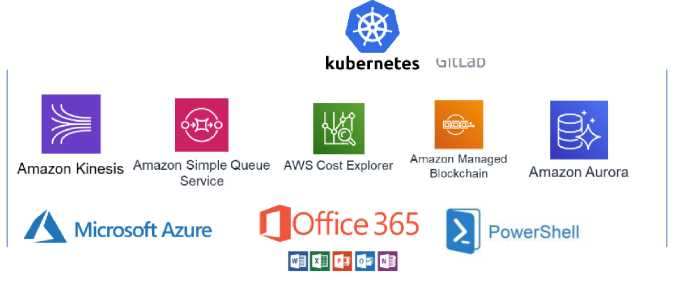 kubernetes GitLab
Amazon Kinesis
Amazon Simple Queue
Service
AWS Cost Explorer
Amazon Managed
Blockchain
Amazon Aurora
Microsoft Azure
Office 365
PowerShell
W X P O N